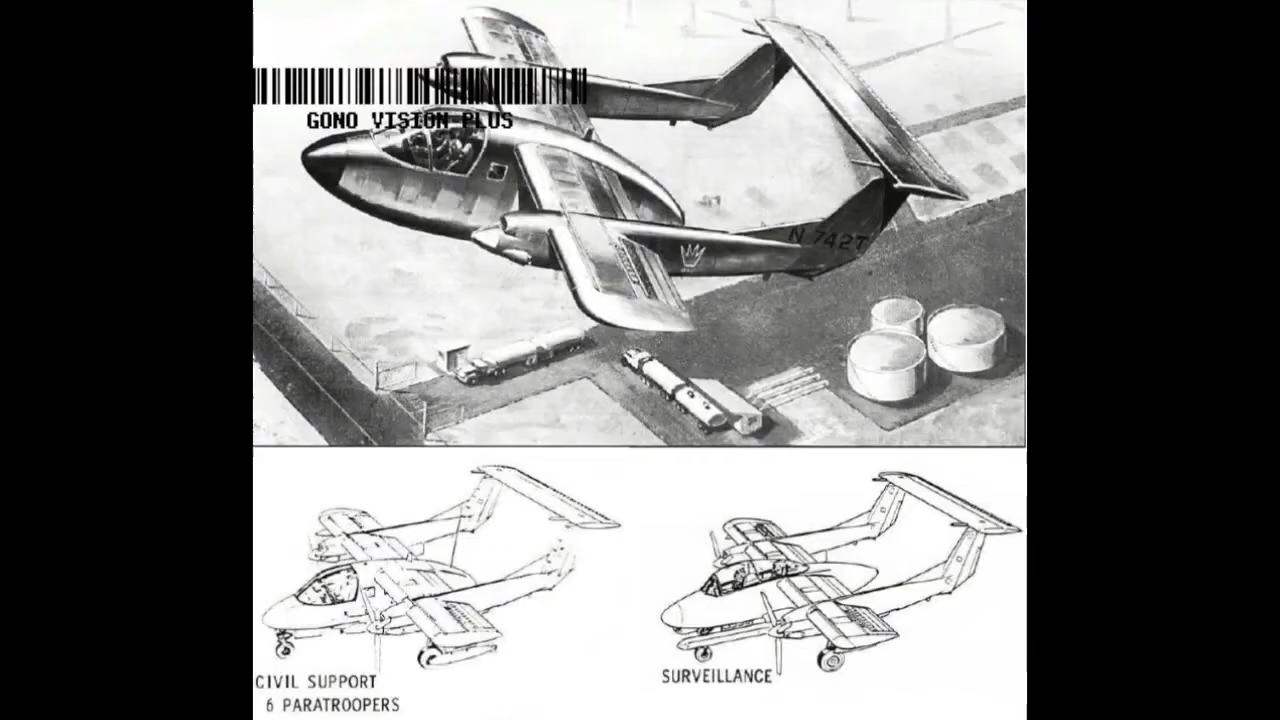 GONO VISION PLUS
N 742T
CIVIL SUPPORT
6 PARATROOPERS
SURVEILLANCE